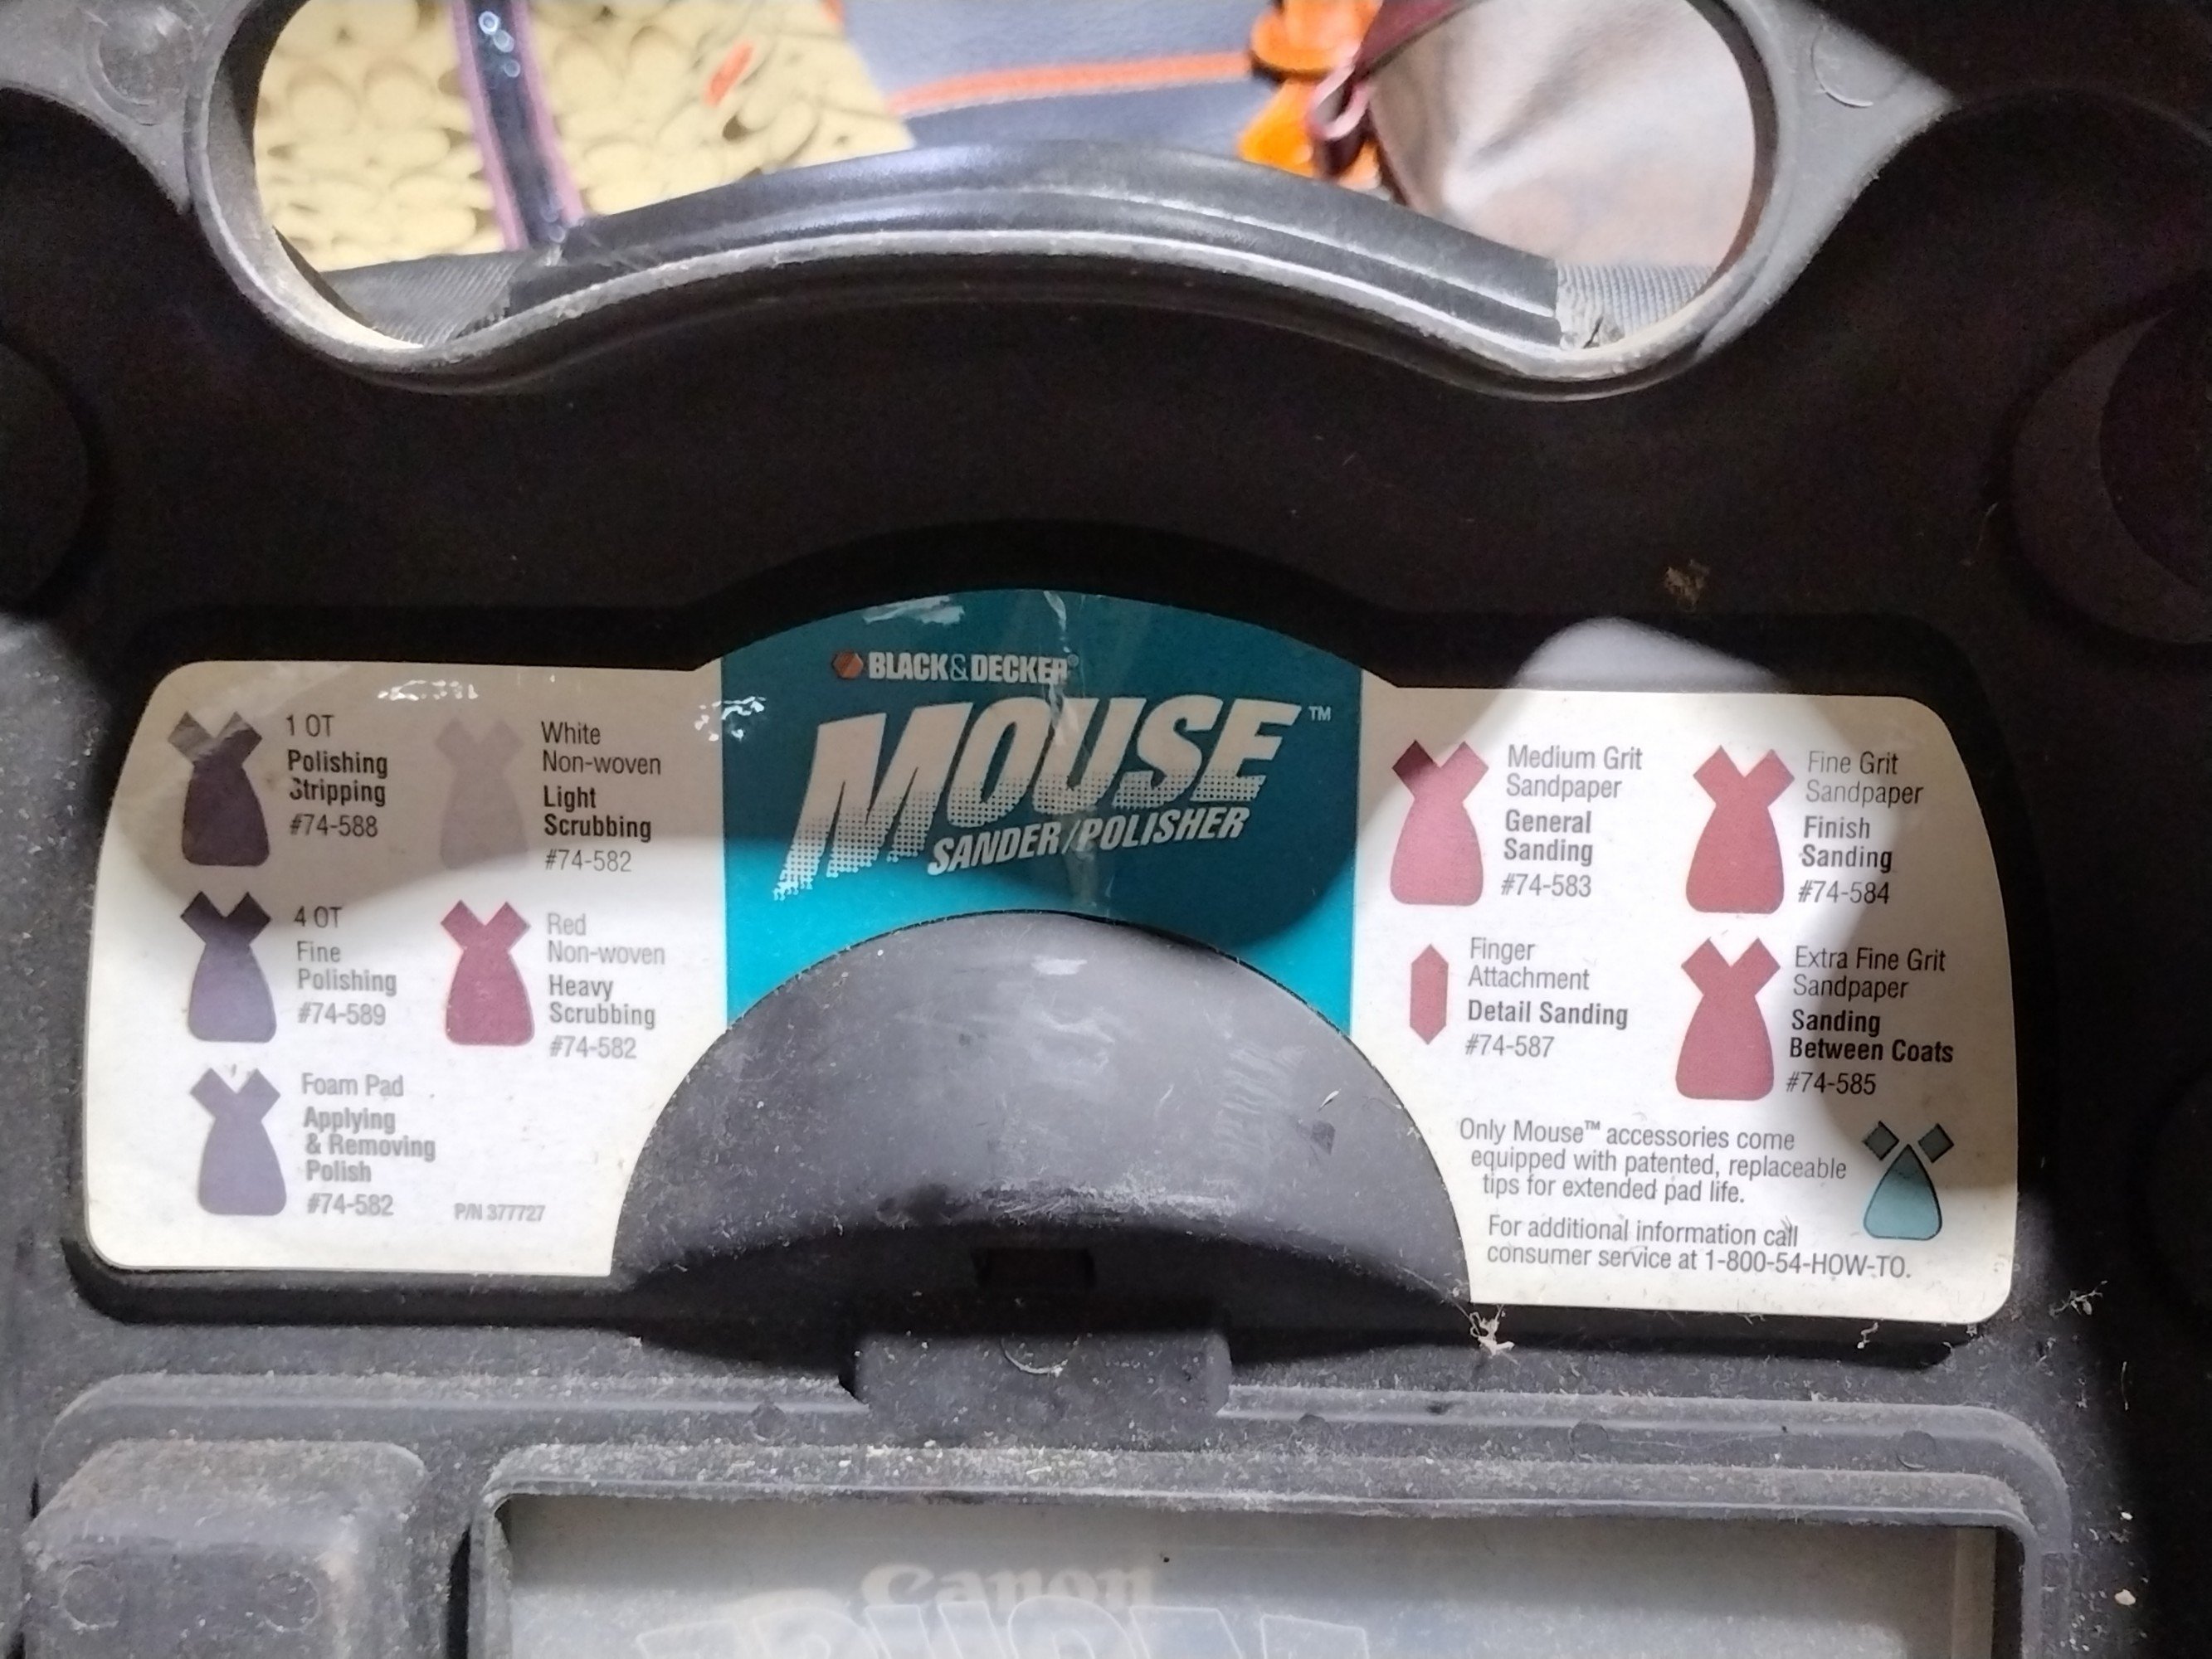 BLACK&DECKER®
MOUSE™
SANDER/POLISHER
1 OT
Polishing
Stripping
#74-588
4 OT
Fine
Polishing
#74-589
Foam Pad
Applying
& Removing
Polish
#74-582
White
Non-woven
Light
Scrubbing
#74-582
Red
Non-woven
Heavy
Scrubbing
#74-582
P/N 377727
Medium Grit
Sandpaper
General
Sanding
#74-583
Finger
Attachment
Detail Sanding
#74-587
Fine Grit
Sandpaper
Finish
Sanding
#74-584
Extra Fine Grit
Sandpaper
Sanding
Between Coats
#74-585
Only Mouse™ accessories come
equipped with patented, replaceable
tips for extended pad life.
For additional information call
consumer service at 1-800-54-HOW-TO.
Canon